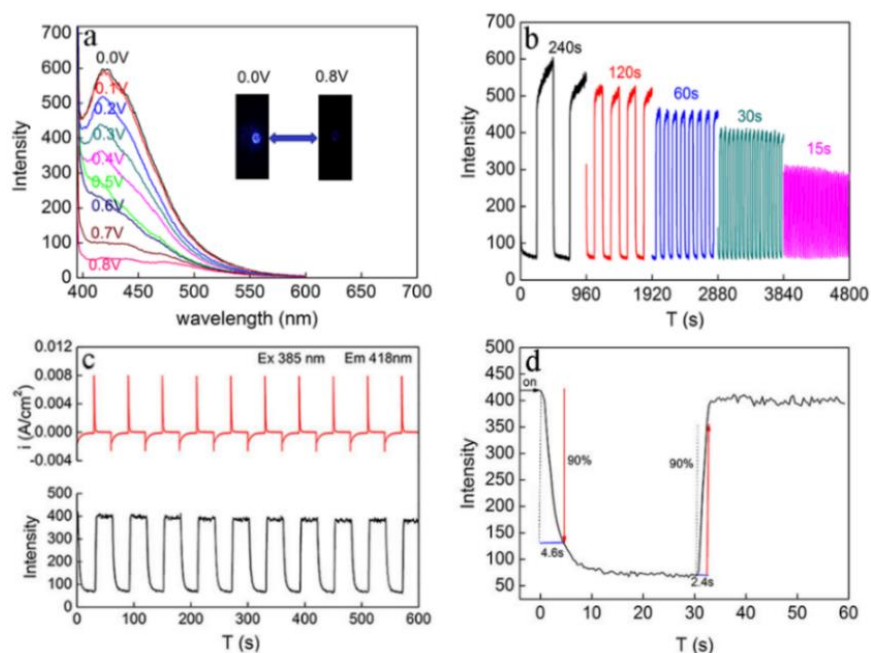 a
700
600
500
400
300
200
100
0
Intensity
0.0V
0.1V
0.2V
0.3V
0.4V
0.5V
0.6V
0.7V
0.8V
0.0V 0.8V
400 450 500 550 600 650 700
wavelength (nm)
b
700
600
500
400
300
200
100
0
Intensity
240s
120s
60s
30s
15s
0 960 1920 2880 3840 4800
T (s)
c
0.012
0.008
0.004
0.000
-0.004
i (A/cm²)
Ex 385 nm Em 418nm
500
400
300
200
100
0
Intensity
0 100 200 300 400 500 600
T (s)
d
500
450
400
350
300
250
200
150
100
50
Intensity
on
90%
90%
4.6s
2.4s
0 10 20 30 40 50 60
T (s)